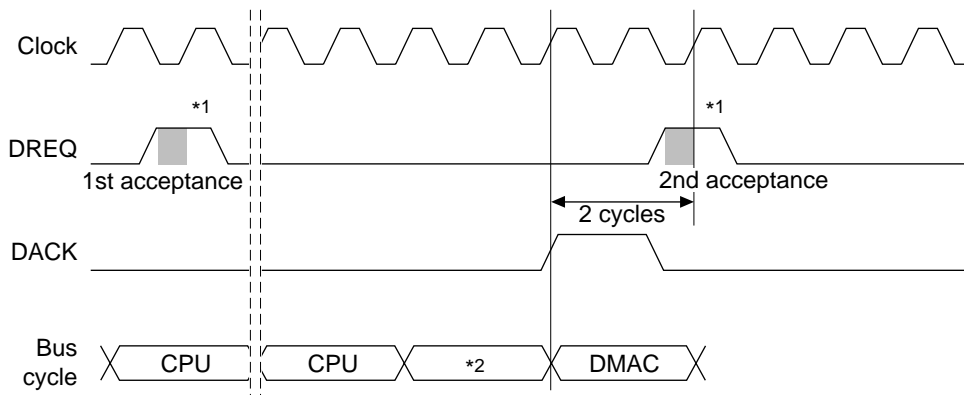 Clock
*1 *1
DREQ
1st acceptance 2nd acceptance
2 cycles
DACK
Bus
cycle
CPU CPU *2 DMAC